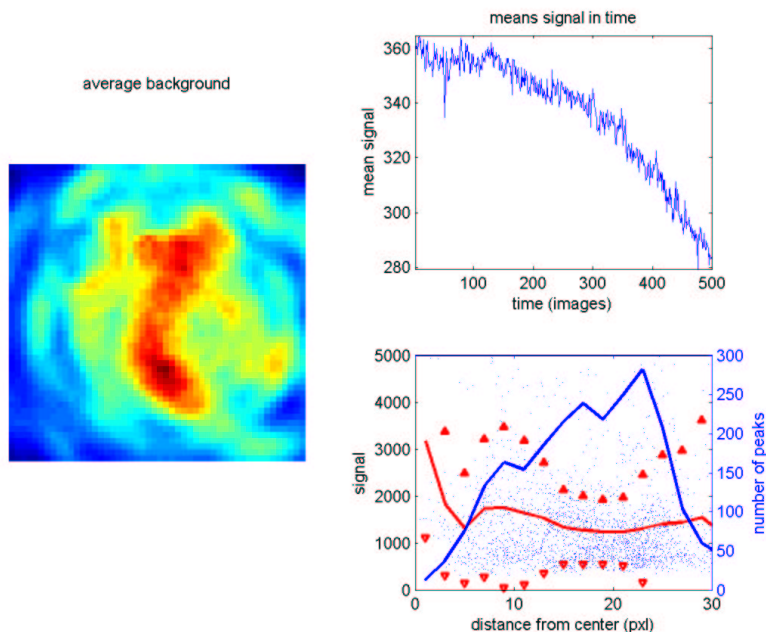 means signal in time
average background
360
340
320
300
280
mean signal
100 200 300 400 500
time (images)
5000
4000
3000
2000
1000
0
signal
300
250
200
150
100
50
0
number of peaks
0 10 20 30
distance from center (pxl)